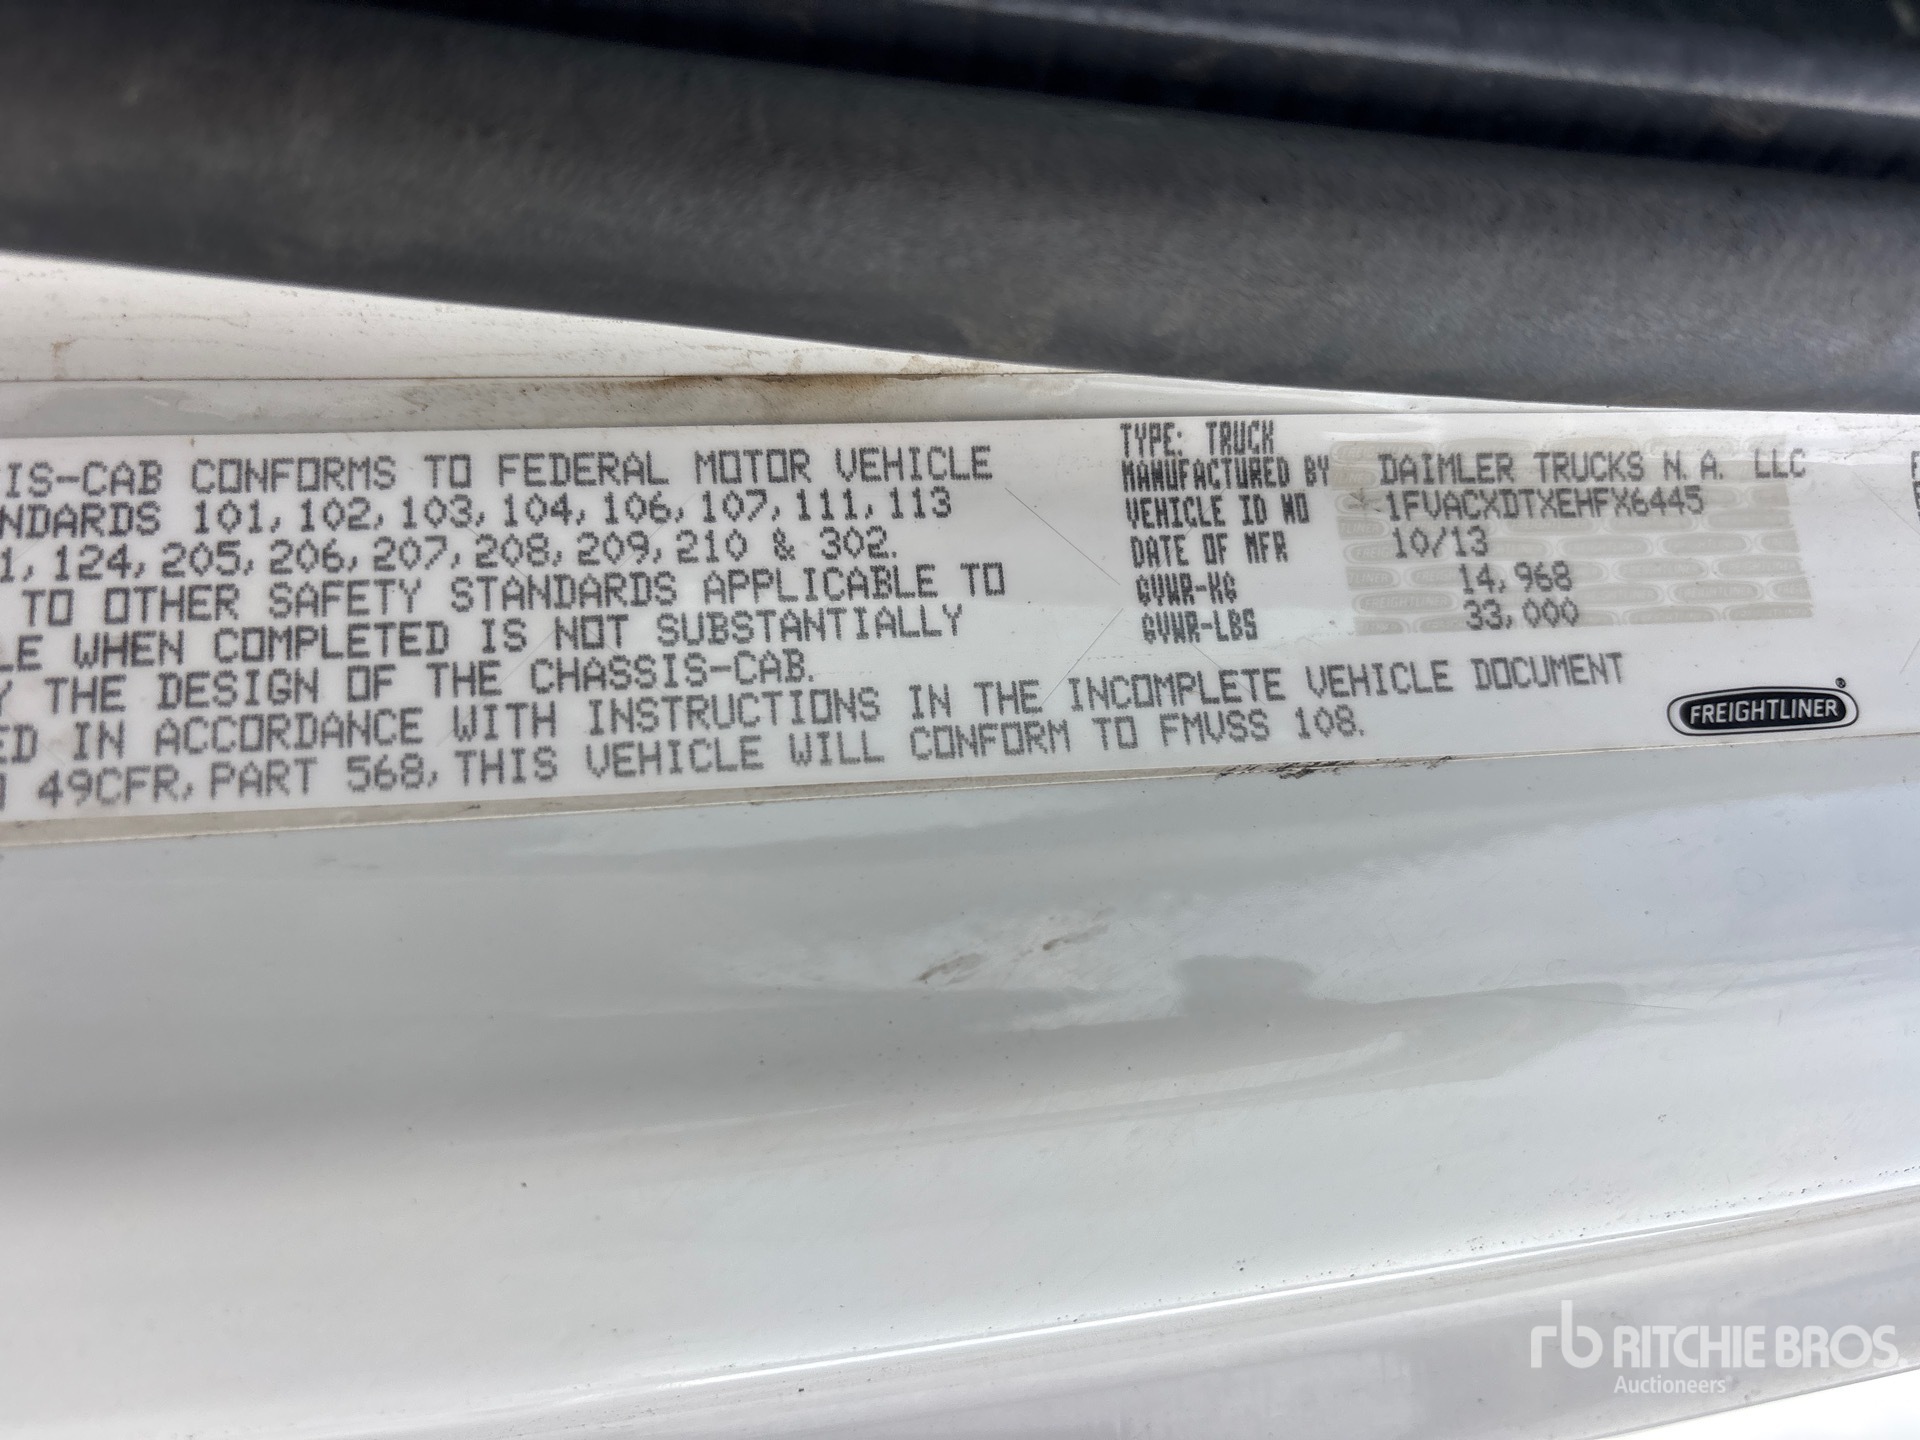 IS-CAB CONFORMS TO FEDERAL MOTOR VEHICLE
NDARDS 101, 102, 103, 104, 106, 107, 111, 113
1, 124, 205, 206, 207, 208, 209, 210 & 302.
TO OTHER SAFETY STANDARDS APPLICABLE TO
LE WHEN COMPLETED IS NOT SUBSTANTIALLY
Y THE DESIGN OF THE CHASSIS-CAB.
ED IN ACCORDANCE WITH INSTRUCTIONS IN THE INCOMPLETE VEHICLE DOCUMENT
49CFR, PART 568, THIS VEHICLE WILL CONFORM TO FMVSS 108.
TYPE: TRUCK
MANUFACTURED BY DAIMLER TRUCKS N.A. LLC
VEHICLE ID NO 1FVACXDTXEHFX6445
DATE OF MFR 10/13
GVWR-KG 14,968
GVWR-LBS 33,000
FREIGHTLINER®
rb RITCHIE BROS.
Auctioneers